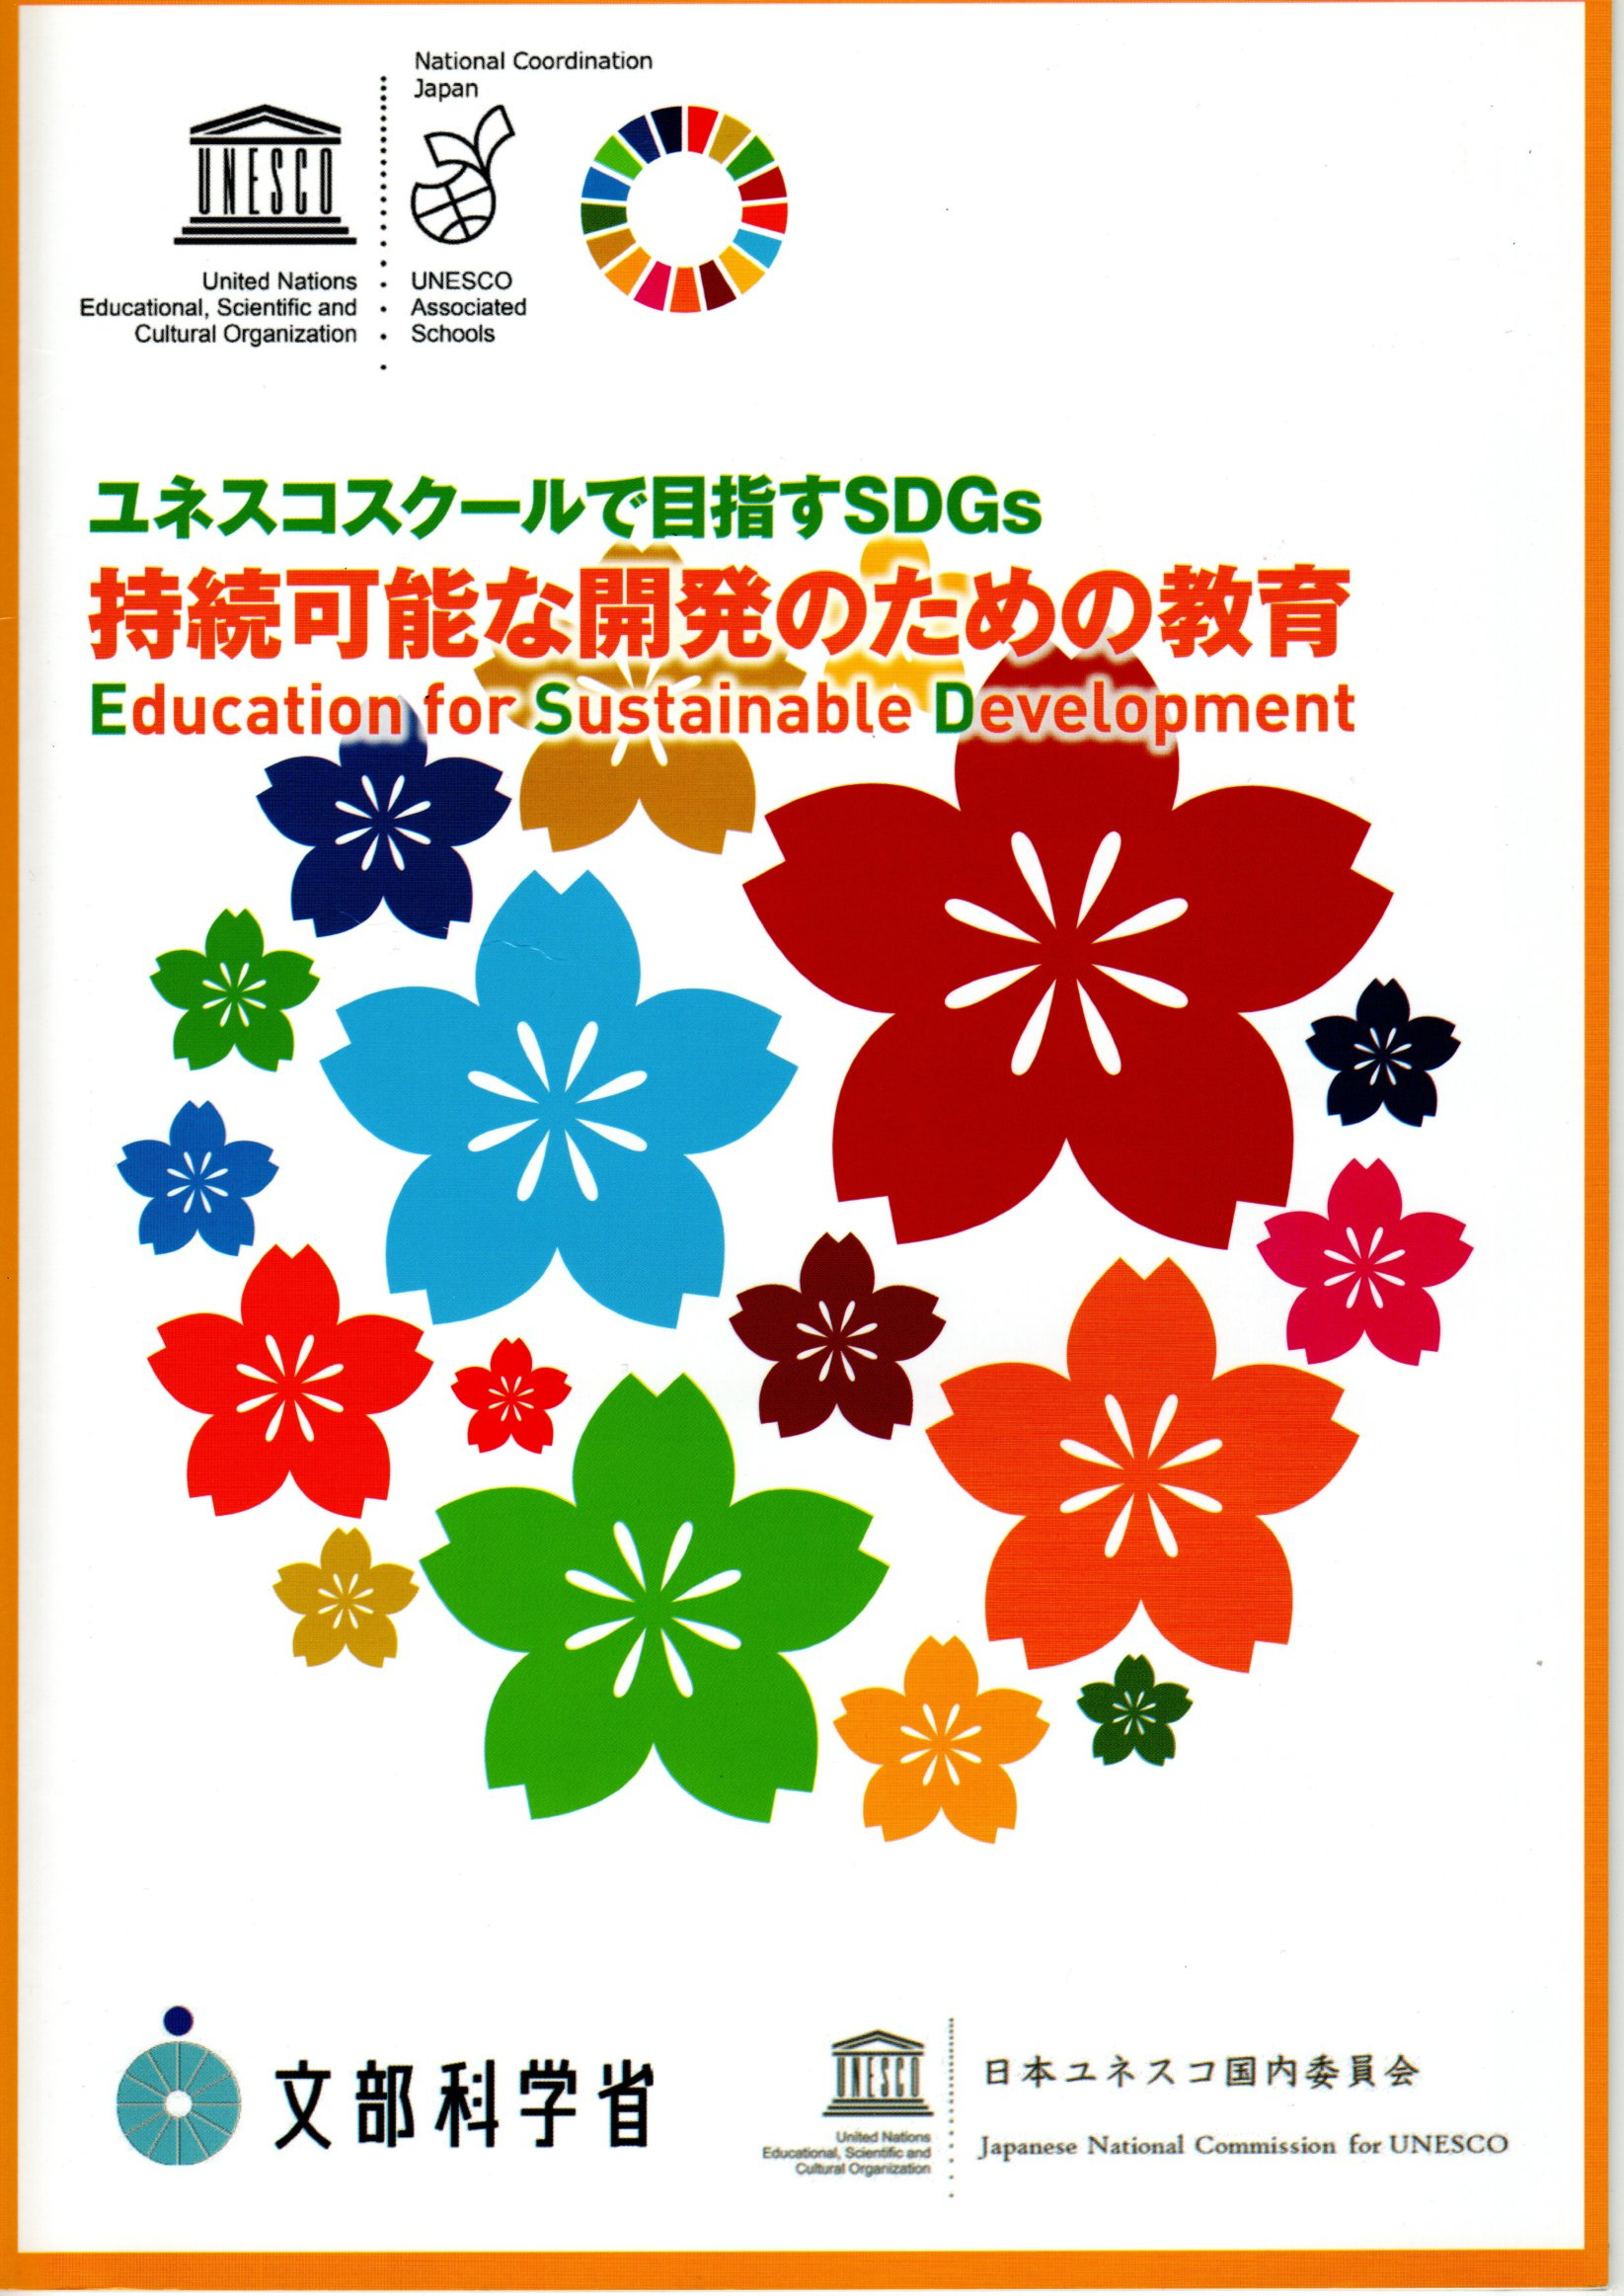 National Coordination
Japan
UNESCO
United Nations
Educational, Scientific and
Cultural Organization
UNESCO
Associated
Schools
ユネスコスクールで目指すSDGs
持続可能な開発のための教育
Education for Sustainable Development
文部科学省
UNESCO
United Nations
Educational, Scientific and
Cultural Organization
日本ユネスコ国内委員会
Japanese National Commission for UNESCO